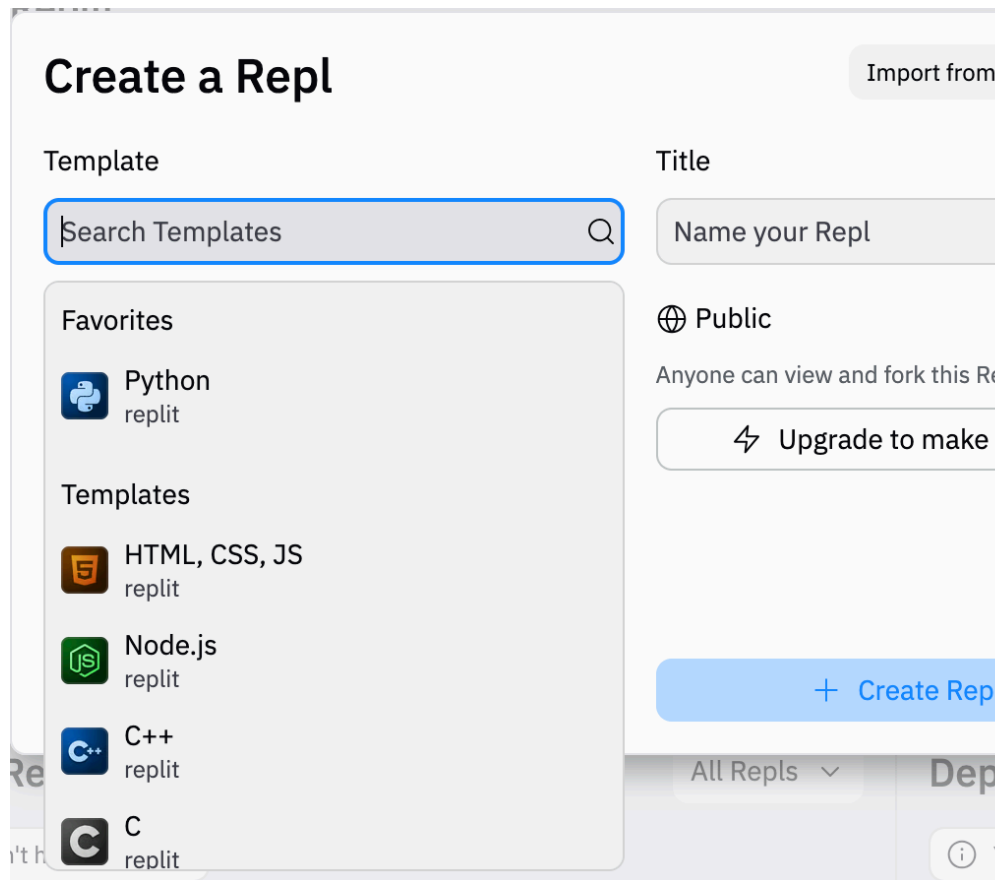 Create a Repl
Import from
Template
Title
Search Templates
Name your Repl
Favorites
Public
Python
replit
Anyone can view and fork this Re
Upgrade to make
Templates
HTML, CSS, JS
replit
Node.js
replit
Create Rep
C++
replit
Re
All Repls
Dep
C
replit
n't h